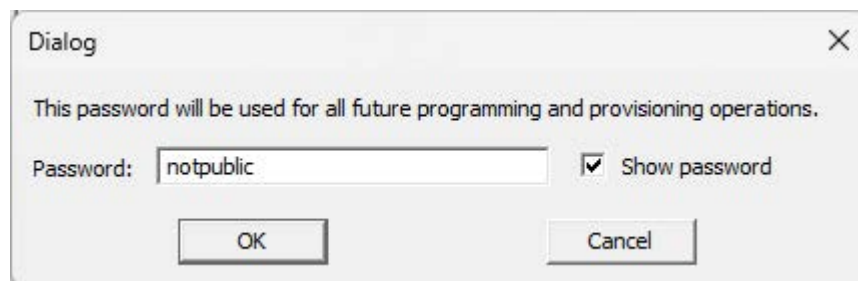 Dialog
This password will be used for all future programming and provisioning operations.
Password: notpublic Show password
OK Cancel